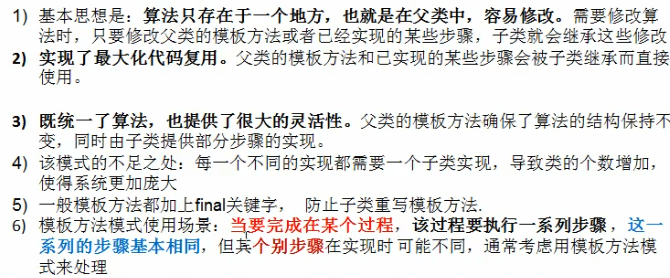 1) 基本思想是：算法只存在于一个地方，也就是在父类中，容易修改。需要修改算
法时，只要修改父类的模板方法或者已经实现的某些步骤，子类就会继承这些修改
2) 实现了最大化代码复用。父类的模板方法和已实现的某些步骤会被子类继承而直接
使用。
3) 既统一了算法，也提供了很大的灵活性。父类的模板方法确保了算法的结构保持不
变，同时由子类提供部分步骤的实现。
4) 该模式的不足之处：每一个不同的实现都需要一个子类实现，导致类的个数增加，
使得系统更加庞大
5) 一般模板方法都加上final关键字， 防止子类重写模板方法.
6) 模板方法模式使用场景：当要完成在某个过程，该过程要执行一系列步骤 ，这一
系列的步骤基本相同，但其个别步骤在实现时 可能不同，通常考虑用模板方法模
式来处理